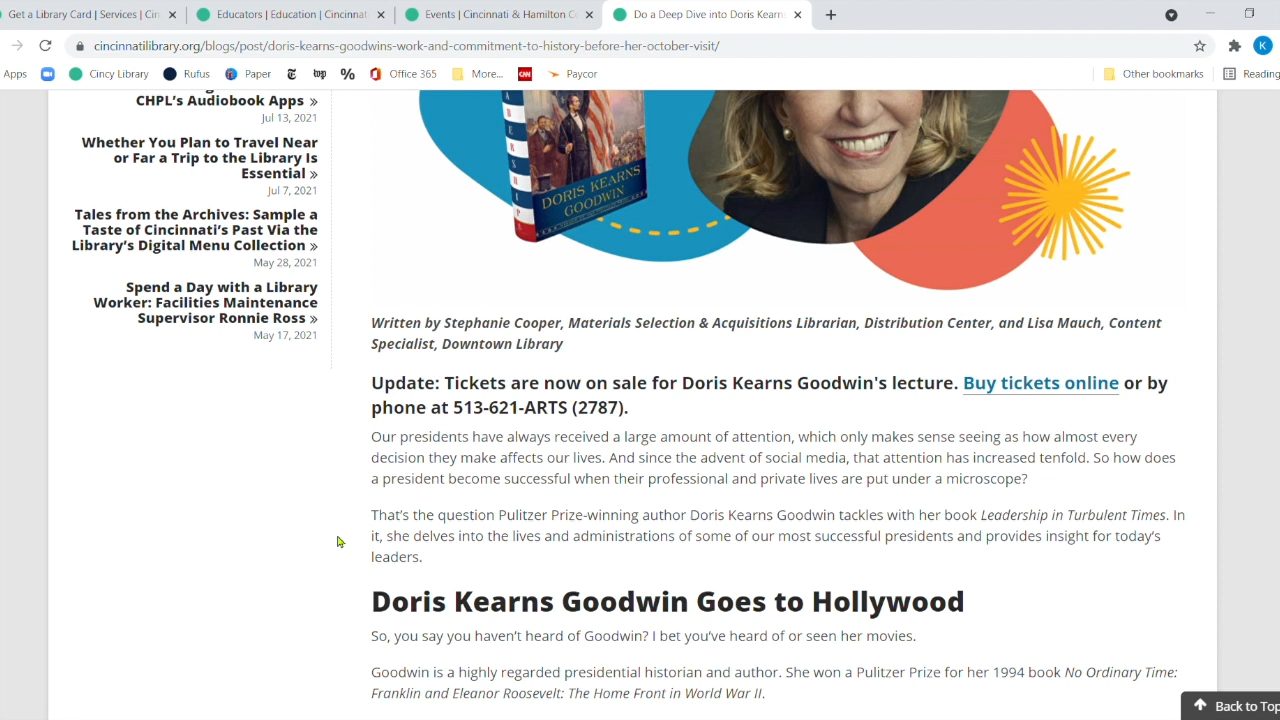 Get a Library Card | Services | Cin
Educators | Education | Cincinnat
Events | Cincinnati & Hamilton C
Do a Deep Dive into Doris Kearn
cincinnatilibrary.org/blogs/post/doris-kearns-goodwins-work-and-commitment-to-history-before-her-october-visit/
K
Apps
Cincy Library
Rufus
Paper
wp
%
Office 365
More...
CNN
Paycor
Other bookmarks
Reading
CHPL's Audiobook Apps »
Jul 13, 2021
Whether You Plan to Travel Near
or Far a Trip to the Library Is
Essential »
Jul 7, 2021
Tales from the Archives: Sample a
Taste of Cincinnati's Past Via the
Library's Digital Menu Collection »
May 28, 2021
Spend a Day with a Library
Worker: Facilities Maintenance
Supervisor Ronnie Ross »
May 17, 2021
DORIS KEARNS
GOODWIN
Written by Stephanie Cooper, Materials Selection & Acquisitions Librarian, Distribution Center, and Lisa Mauch, Content
Specialist, Downtown Library
Update: Tickets are now on sale for Doris Kearns Goodwin's lecture. Buy tickets online or by
phone at 513-621-ARTS (2787).
Our presidents have always received a large amount of attention, which only makes sense seeing as how almost every
decision they make affects our lives. And since the advent of social media, that attention has increased tenfold. So how does
a president become successful when their professional and private lives are put under a microscope?
That's the question Pulitzer Prize-winning author Doris Kearns Goodwin tackles with her book Leadership in Turbulent Times. In
it, she delves into the lives and administrations of some of our most successful presidents and provides insight for today's
leaders.
Doris Kearns Goodwin Goes to Hollywood
So, you say you haven't heard of Goodwin? I bet you've heard of or seen her movies.
Goodwin is a highly regarded presidential historian and author. She won a Pulitzer Prize for her 1994 book No Ordinary Time:
Franklin and Eleanor Roosevelt: The Home Front in World War II.
Back to Top